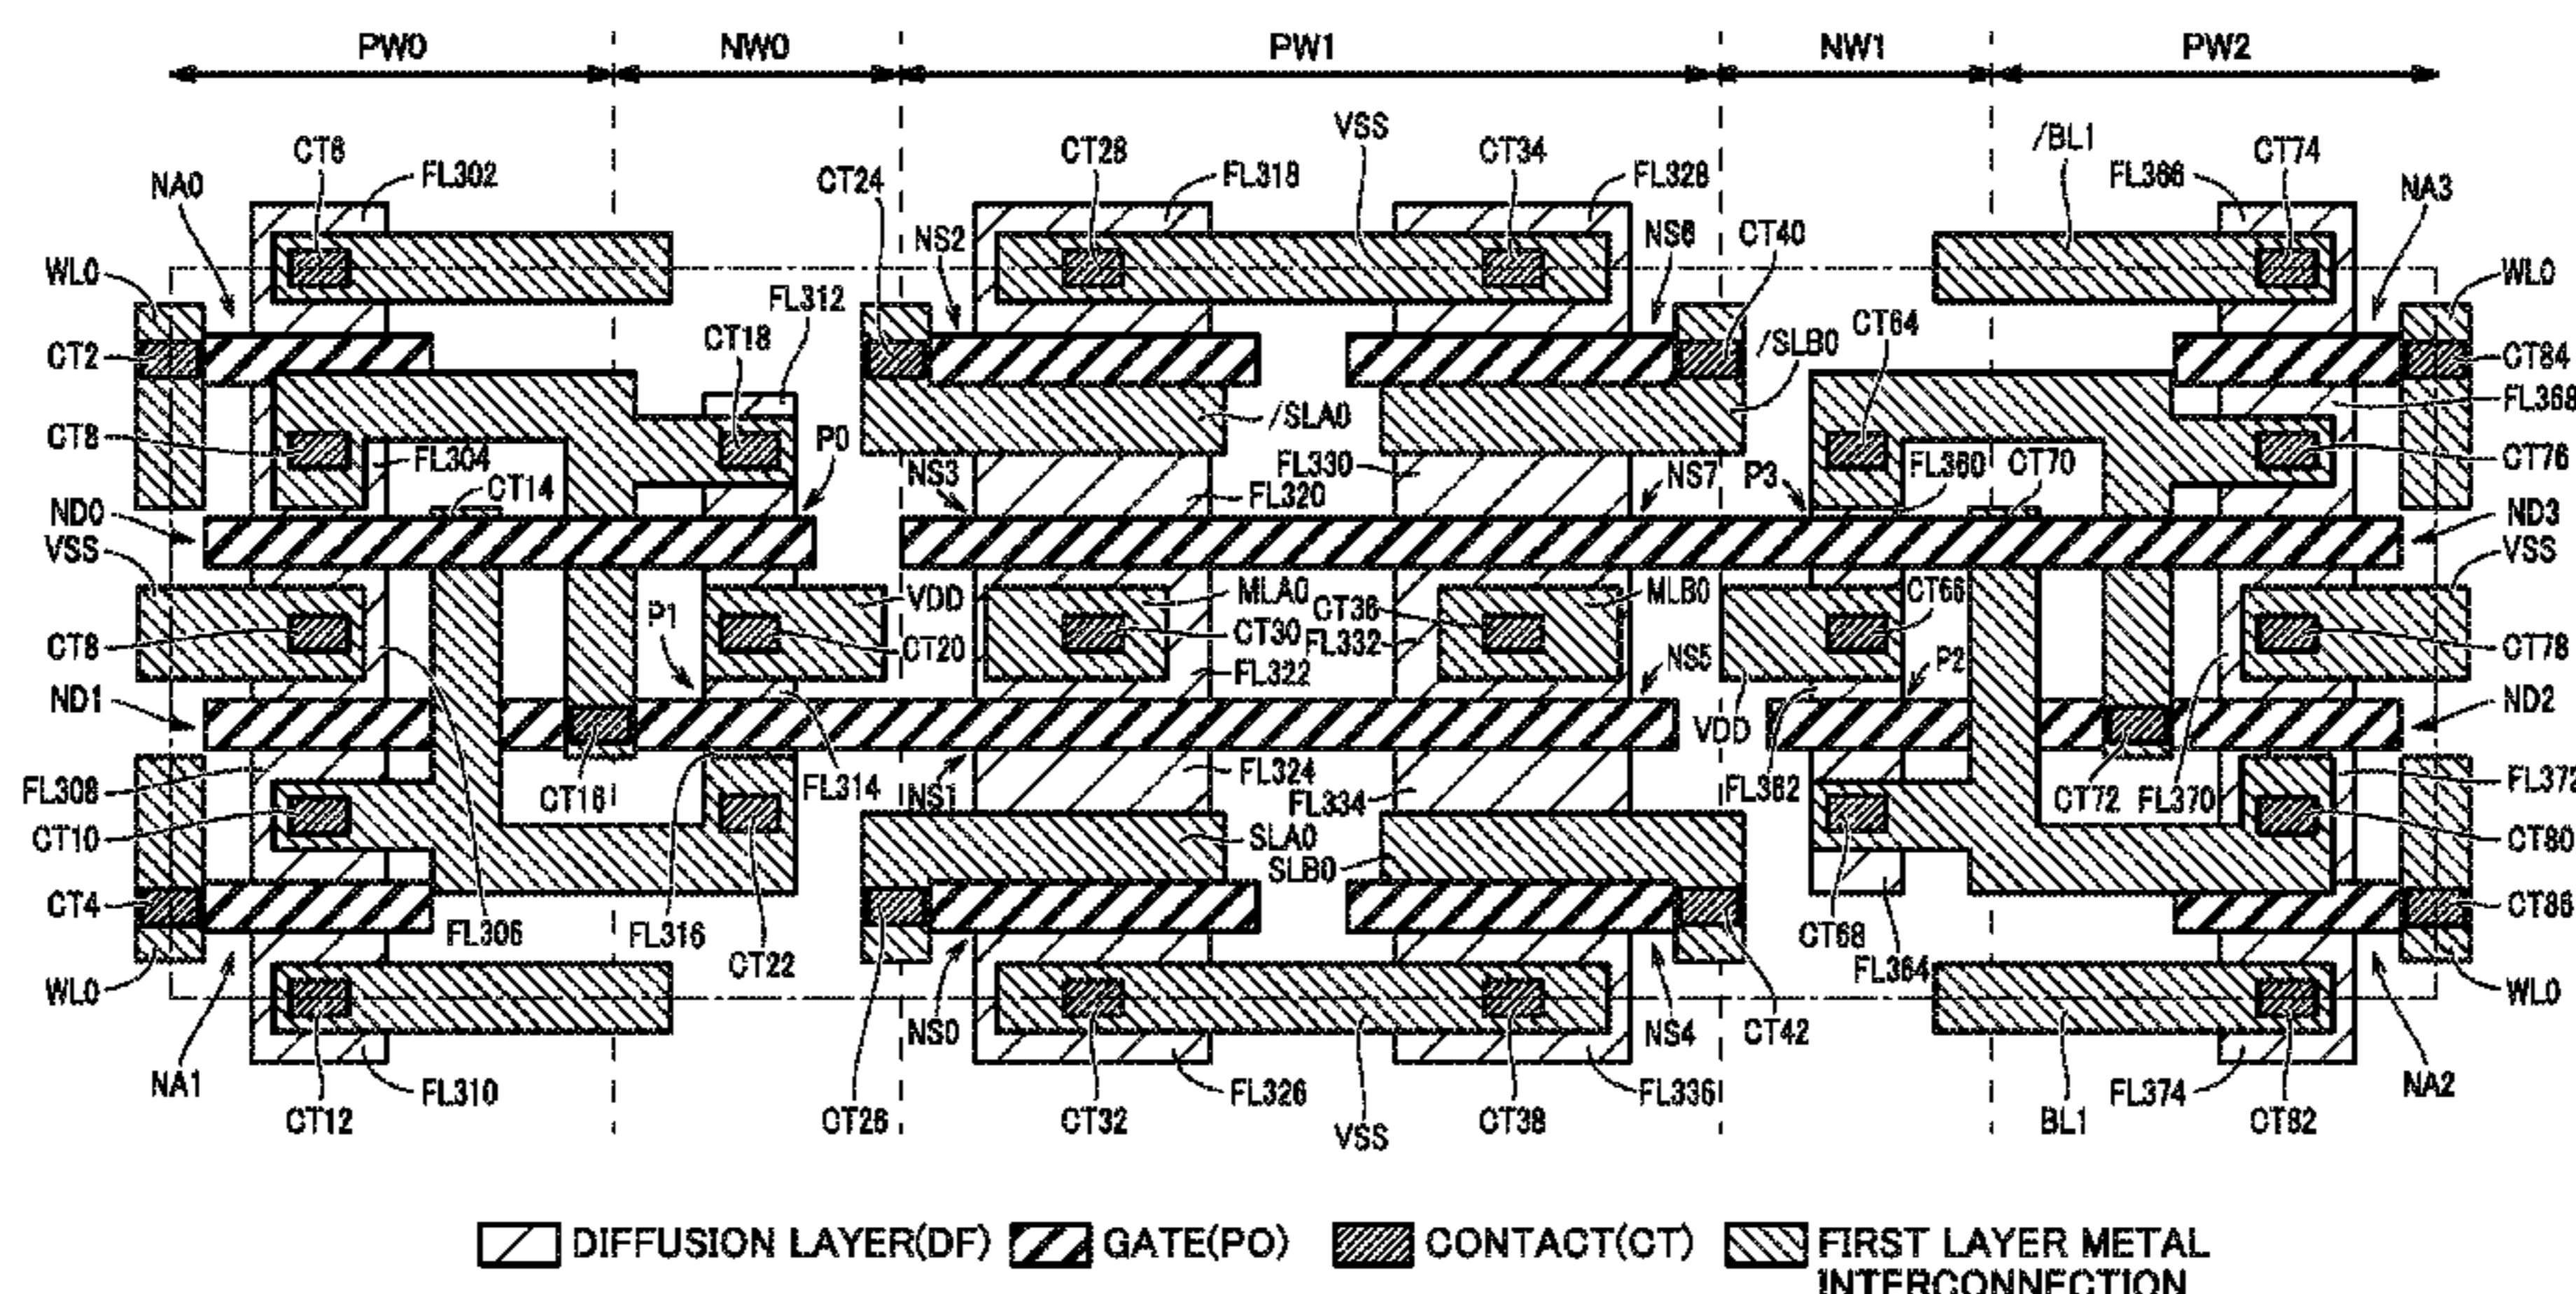 PW0 NW0 PW1 NW1 PW2
VSS /BL1
CT6 CT28 CT34 CT74
NA0 FL302 CT24 FL318 FL328 FL366 NA3
NS2 NS6 CT40
WL0 WL0
FL312
CT18 CT64
CT2 /SLB0 CT84
FL368
/SLA0
CT8 P0 CT76
FL304 FL330 FL360 CT70
NS3 NS7 P3
CT14 FL320
ND0 ND3
VSS VSS
VDD MLA0 MLB0 CT66
CT36
P1 CT30
CT8 CT20 FL332 CT78
NS5 P2
FL322
ND1 ND2
VDD
FL324
FL308 CT16 FL314 NS1 FL334 FL362 CT72 FL370 FL372
CT10 SLA0 CT80
SLB0
CT4 CT86
FL306 FL316 CT68
CT22 FL364
WL0 NS0 NS4 CT42 WL0
NA1 FL310 FL326 FL336 FL374 NA2
CT12 CT26 CT32 VSS CT38 BL1 CT82
DIFFUSION LAYER(DF) GATE(PO) CONTACT(CT) FIRST LAYER METAL
INTERCONNECTION